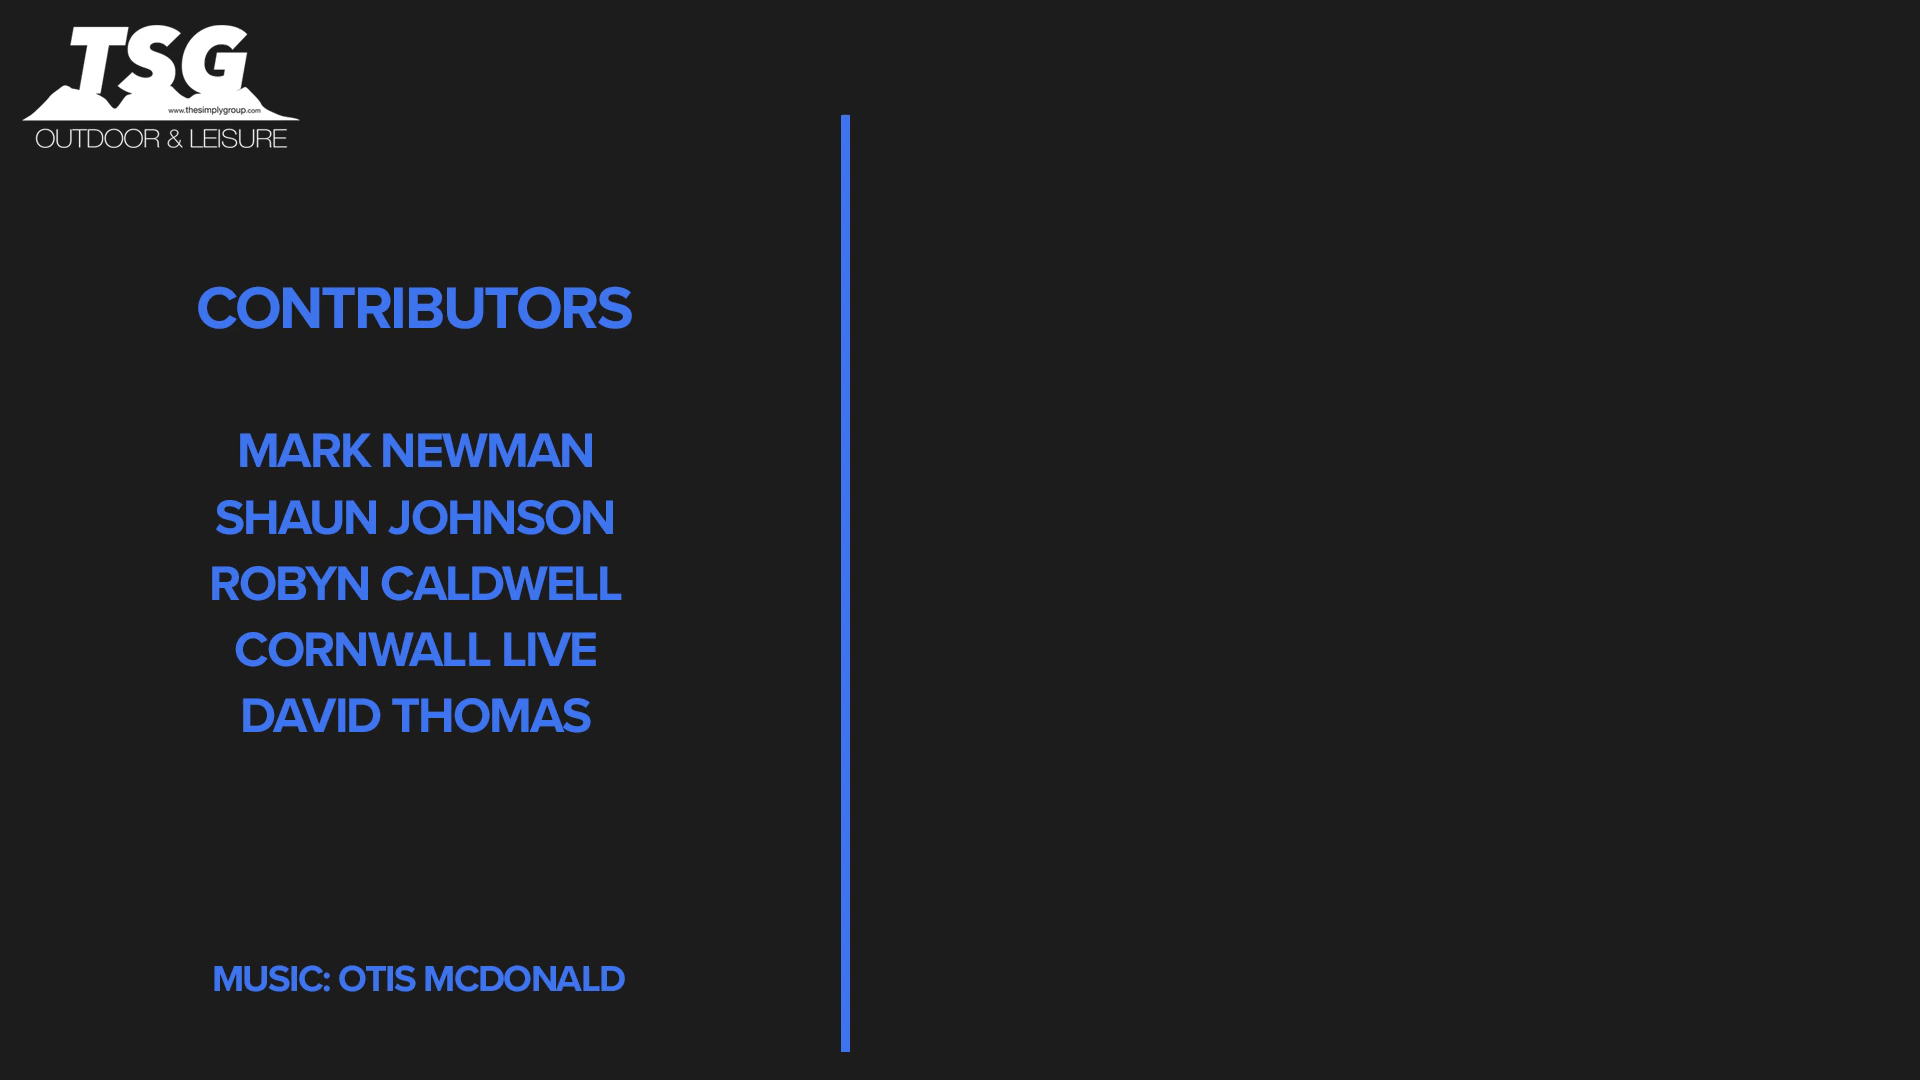 TSG
www.thesimplygroup.com
OUTDOOR & LEISURE
CONTRIBUTORS
MARK NEWMAN
SHAUN JOHNSON
ROBYN CALDWELL
CORNWALL LIVE
DAVID THOMAS
MUSIC: OTIS MCDONALD